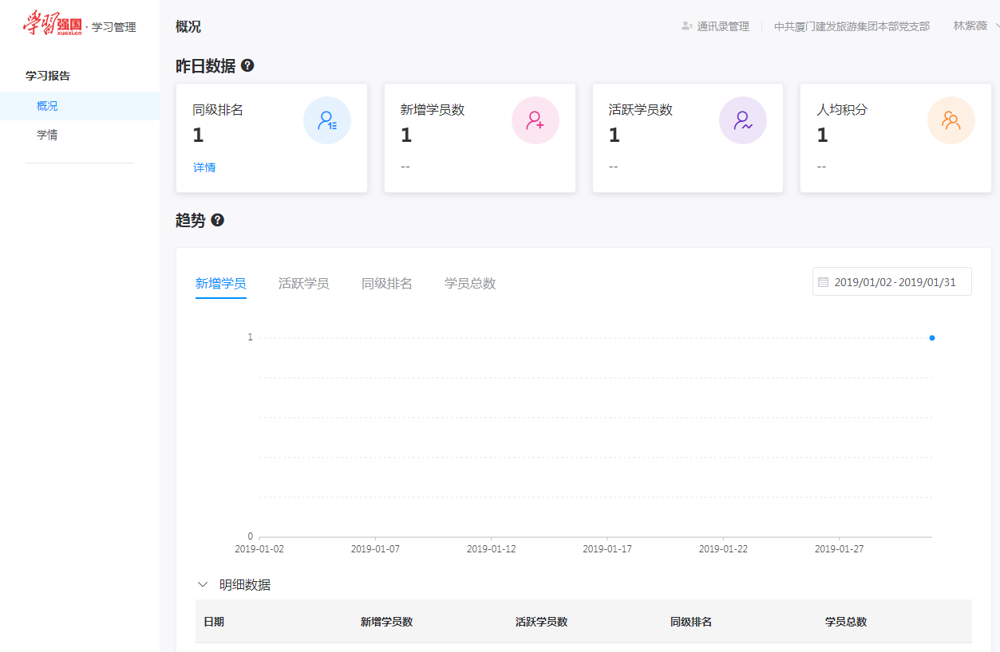 学习强国 · 学习管理
xuexi.cn
概况
通讯录管理
中共厦门建发旅游集团本部党支部
林紫薇
学习报告
概况
学情
昨日数据 ?
同级排名
1
详情
新增学员数
1
--
活跃学员数
1
--
人均积分
1
--
趋势 ?
新增学员 活跃学员 同级排名 学员总数
2019/01/02-2019/01/31
1
0
2019-01-02 2019-01-07 2019-01-12 2019-01-17 2019-01-22 2019-01-27
明细数据
日期 新增学员数 活跃学员数 同级排名 学员总数